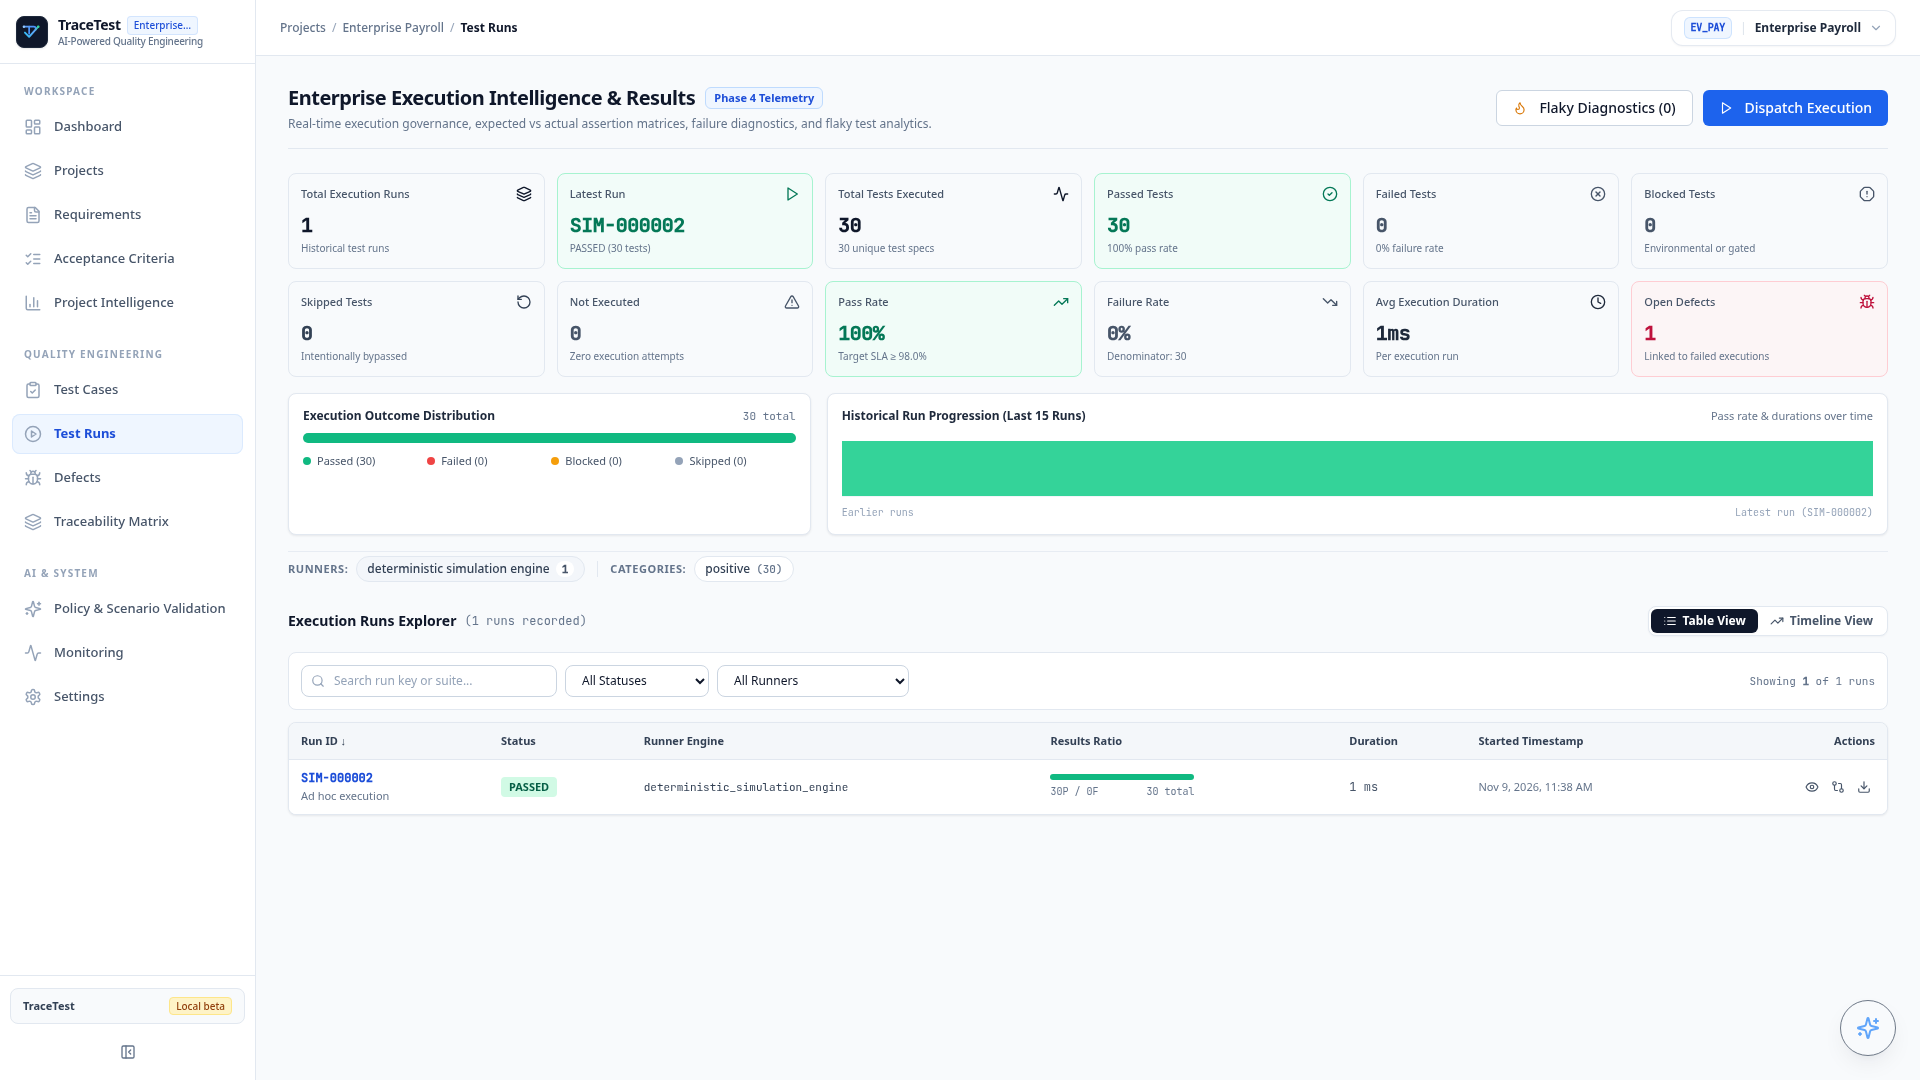 TraceTest Enterprise...
AI-Powered Quality Engineering
WORKSPACE
Dashboard
Projects
Requirements
Acceptance Criteria
Project Intelligence
QUALITY ENGINEERING
Test Cases
Test Runs
Defects
Traceability Matrix
AI & SYSTEM
Policy & Scenario Validation
Monitoring
Settings
TraceTest Local beta
Projects / Enterprise Payroll / Test Runs
EV_PAY Enterprise Payroll
Enterprise Execution Intelligence & Results Phase 4 Telemetry
Real-time execution governance, expected vs actual assertion matrices, failure diagnostics, and flaky test analytics.
Flaky Diagnostics (0) Dispatch Execution
Total Execution Runs
1
Historical test runs
Latest Run
SIM-000002
PASSED (30 tests)
Total Tests Executed
30
30 unique test specs
Passed Tests
30
100% pass rate
Failed Tests
0
0% failure rate
Blocked Tests
0
Environmental or gated
Skipped Tests
0
Intentionally bypassed
Not Executed
0
Zero execution attempts
Pass Rate
100%
Target SLA ≥ 98.0%
Failure Rate
0%
Denominator: 30
Avg Execution Duration
1ms
Per execution run
Open Defects
1
Linked to failed executions
Execution Outcome Distribution 30 total
Passed (30) Failed (0) Blocked (0) Skipped (0)
Historical Run Progression (Last 15 Runs) Pass rate & durations over time
Earlier runs Latest run (SIM-000002)
RUNNERS: deterministic simulation engine 1 CATEGORIES: positive (30)
Execution Runs Explorer (1 runs recorded)
Table View Timeline View
Search run key or suite... All Statuses All Runners Showing 1 of 1 runs
Run ID ↓ Status Runner Engine Results Ratio Duration Started Timestamp Actions
SIM-000002
Ad hoc execution
PASSED
deterministic_simulation_engine
30P / 0F 30 total
1 ms
Nov 9, 2026, 11:38 AM